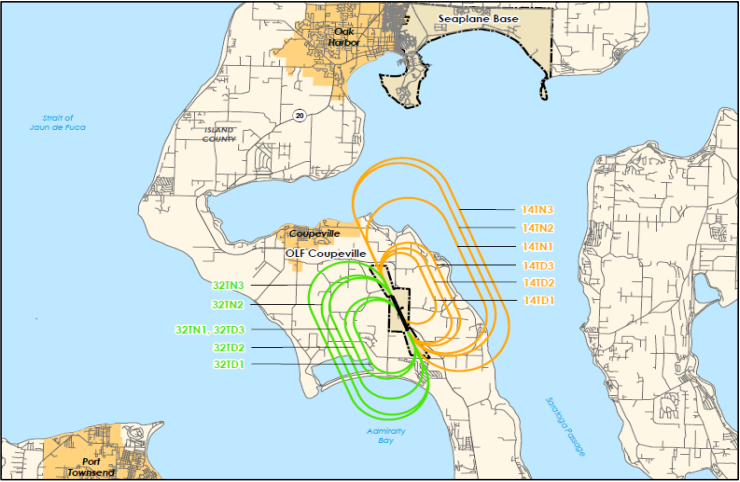 Seaplane Base
Oak
Harbor
Strait of
Jaun de Fuca
20
ISLAND
COUNTY
14TN3
14TN2
Coupeville
14TN1
OLF Coupeville
14TD3
32TN3
14TD2
32TN2
14TD1
32TN1, 32TD3
32TD2
32TD1
Saratoga Passage
Admiralty
Bay
Port
Townsend